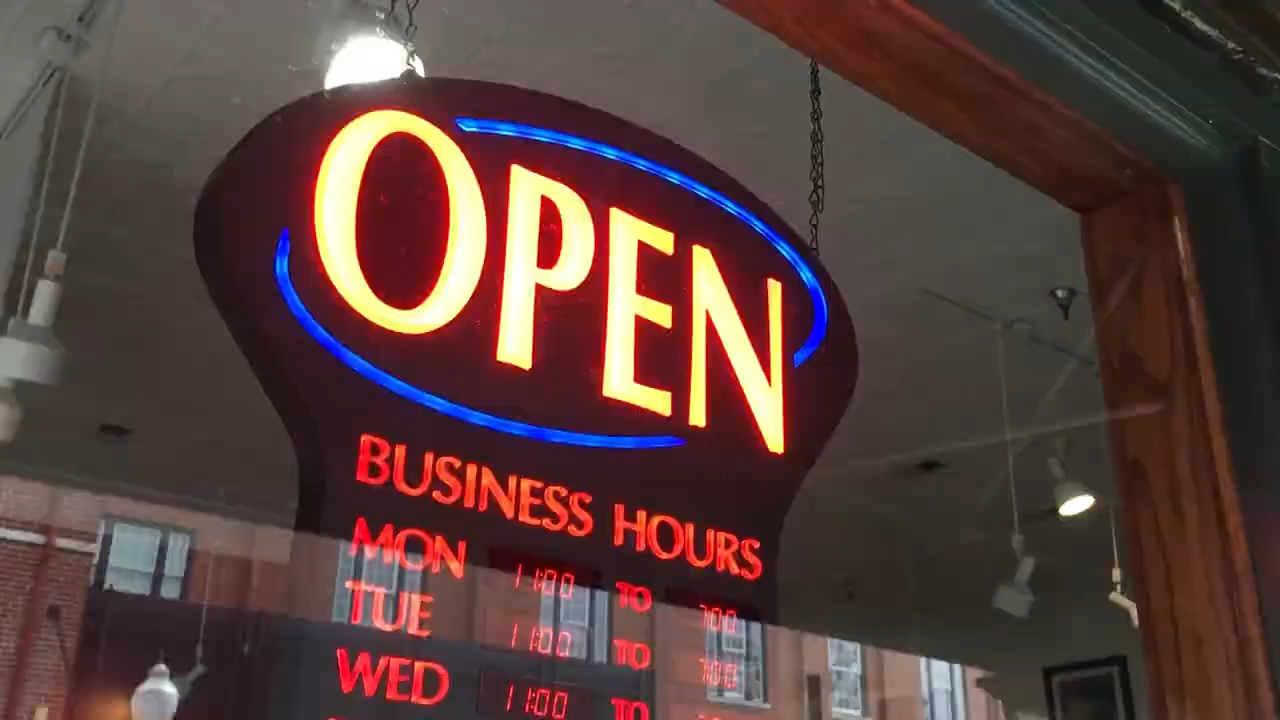 OPEN
BUSINESS HOURS
MON 11:00 TO 7:00
TUE 11:00 TO 7:00
WED 11:00 TO